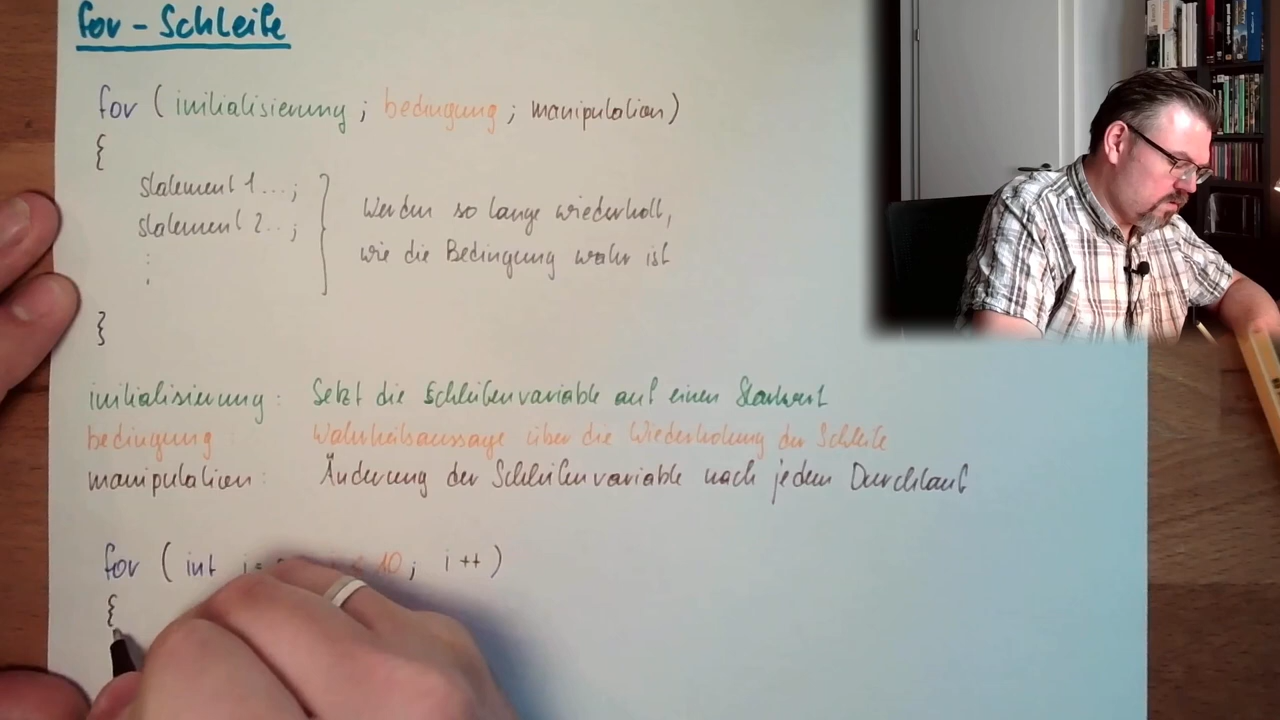 for - Schleife
for ( initialisierung ; bedingung ; manipulation )
{
statement 1 ... ;
statement 2 .. ;
:
}
Werden so lange wiederholt,
wie die Bedingung wahr ist
}
initialisierung : Setzt die Schleifenvariable auf einen Startwert
bedingung Wahrheitsaussage über die Wiederholung der Schleife
manipulation : Änderung der Schleifenvariable nach jedem Durchlauf
for ( int i = 10 ; i ++ )
{